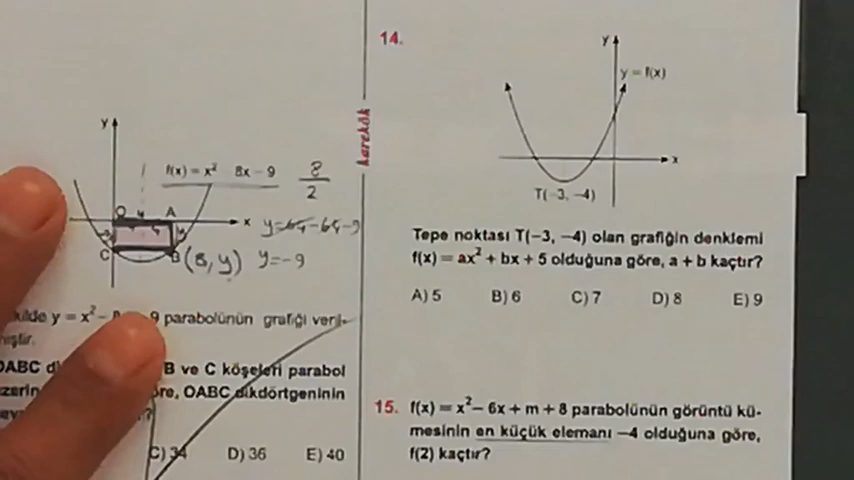 y
f(x) = x² – 8x – 9
8
2
O
4
A
x
y=64-64-9
C
B
(8, y)
y=-9
kilde y = x² –
9 parabolünün grafiği veril-
miştir.
OABC
B ve C köşeleri parabol
OABC dikdörtgeninin
C) 34
D) 36
E) 40
karekök
14.
y
y = f(x)
x
T(–3, –4)
Tepe noktası T(–3, –4) olan grafiğin denklemi
f(x) = ax² + bx + 5 olduğuna göre, a + b kaçtır?
A) 5 B) 6 C) 7 D) 8 E) 9
15. f(x) = x² – 6x + m + 8 parabolünün görüntü kü-
mesinin en küçük elemanı –4 olduğuna göre,
f(2) kaçtır?